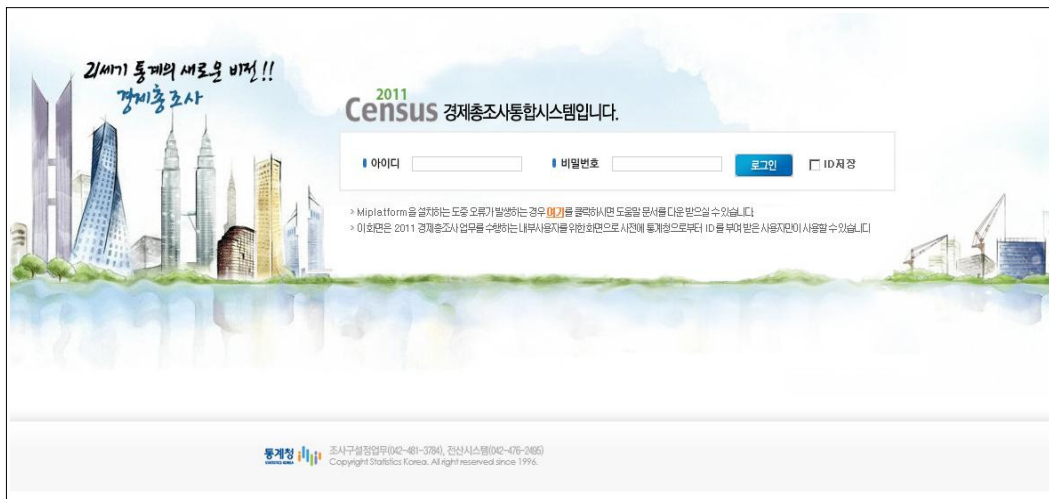 21세기 통계의 새로운 비전!!
경제총조사
2011
Census 경제총조사통합시스템입니다.
아이디 비밀번호 로그인 ID저장
> Miplatform을 설치하는 도중 오류가 발생하는 경우 여기를 클릭하시면 도움말 문서를 다운 받으실 수 있습니다.
> 이 화면은 2011 경제총조사 업무를 수행하는 내부사용자를 위한 화면으로 사전에 통계청으로부터 ID를 부여 받은 사용자만이 사용할 수 있습니다
통계청 조사구설정업무(042-481-3784), 전산시스템(042-476-2495)
Copyright Statistics Korea. All right reserved since 1996.